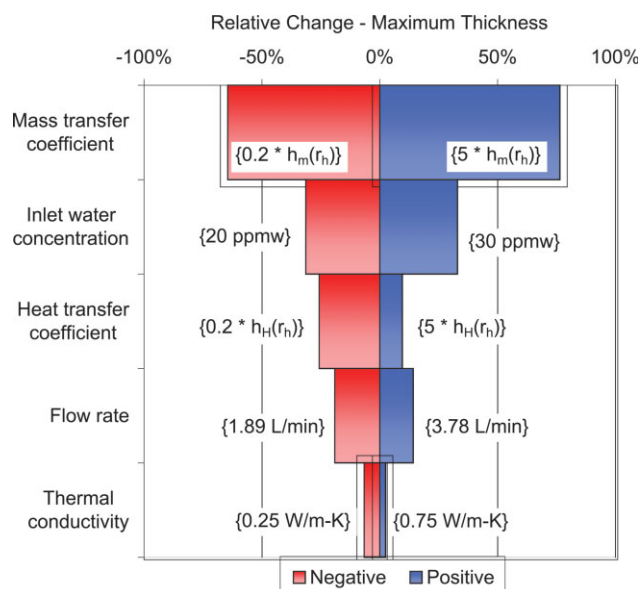 Relative Change - Maximum Thickness
-100% -50% 0% 50% 100%
Mass transfer
coefficient
{0.2 * hₘ(rₕ)} {5 * hₘ(rₕ)}
Inlet water
concentration
{20 ppmw} {30 ppmw}
Heat transfer
coefficient
{0.2 * h_H(rₕ)} {5 * h_H(rₕ)}
Flow rate
{1.89 L/min} {3.78 L/min}
Thermal
conductivity
{0.25 W/m-K} {0.75 W/m-K}
Negative Positive